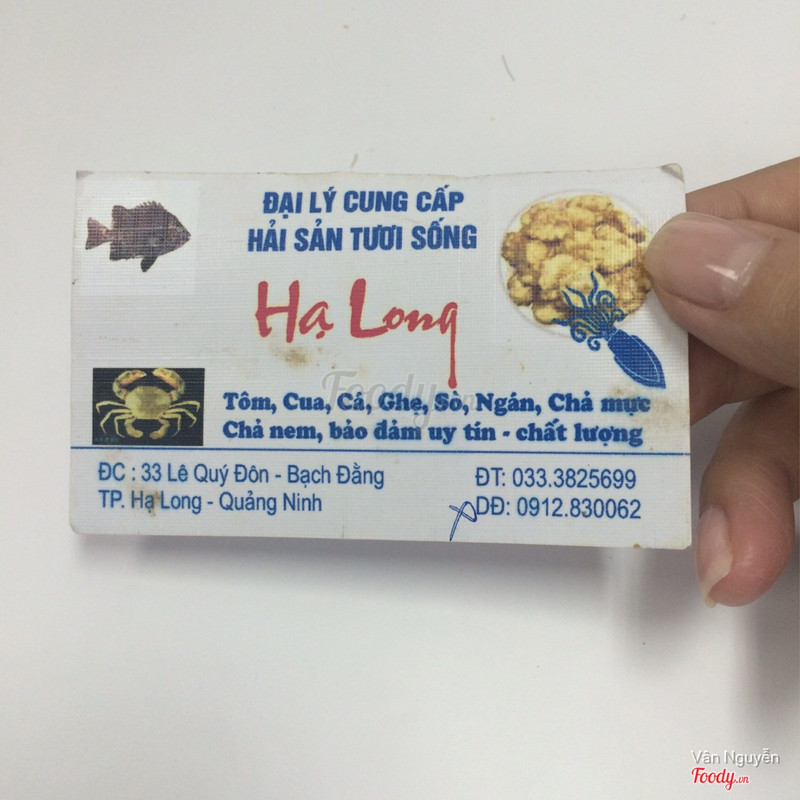 ĐẠI LÝ CUNG CẤP
HẢI SẢN TƯƠI SỐNG
Hạ Long
Tôm, Cua, Cá, Ghẹ, Sò, Ngán, Chả mực
Chả nem, bảo đảm uy tín - chất lượng
ĐC : 33 Lê Quý Đôn - Bạch Đằng
TP. Hạ Long - Quảng Ninh
ĐT: 033.3825699
DĐ: 0912.830062
Foody.vn
Vân Nguyễn
Foody.vn